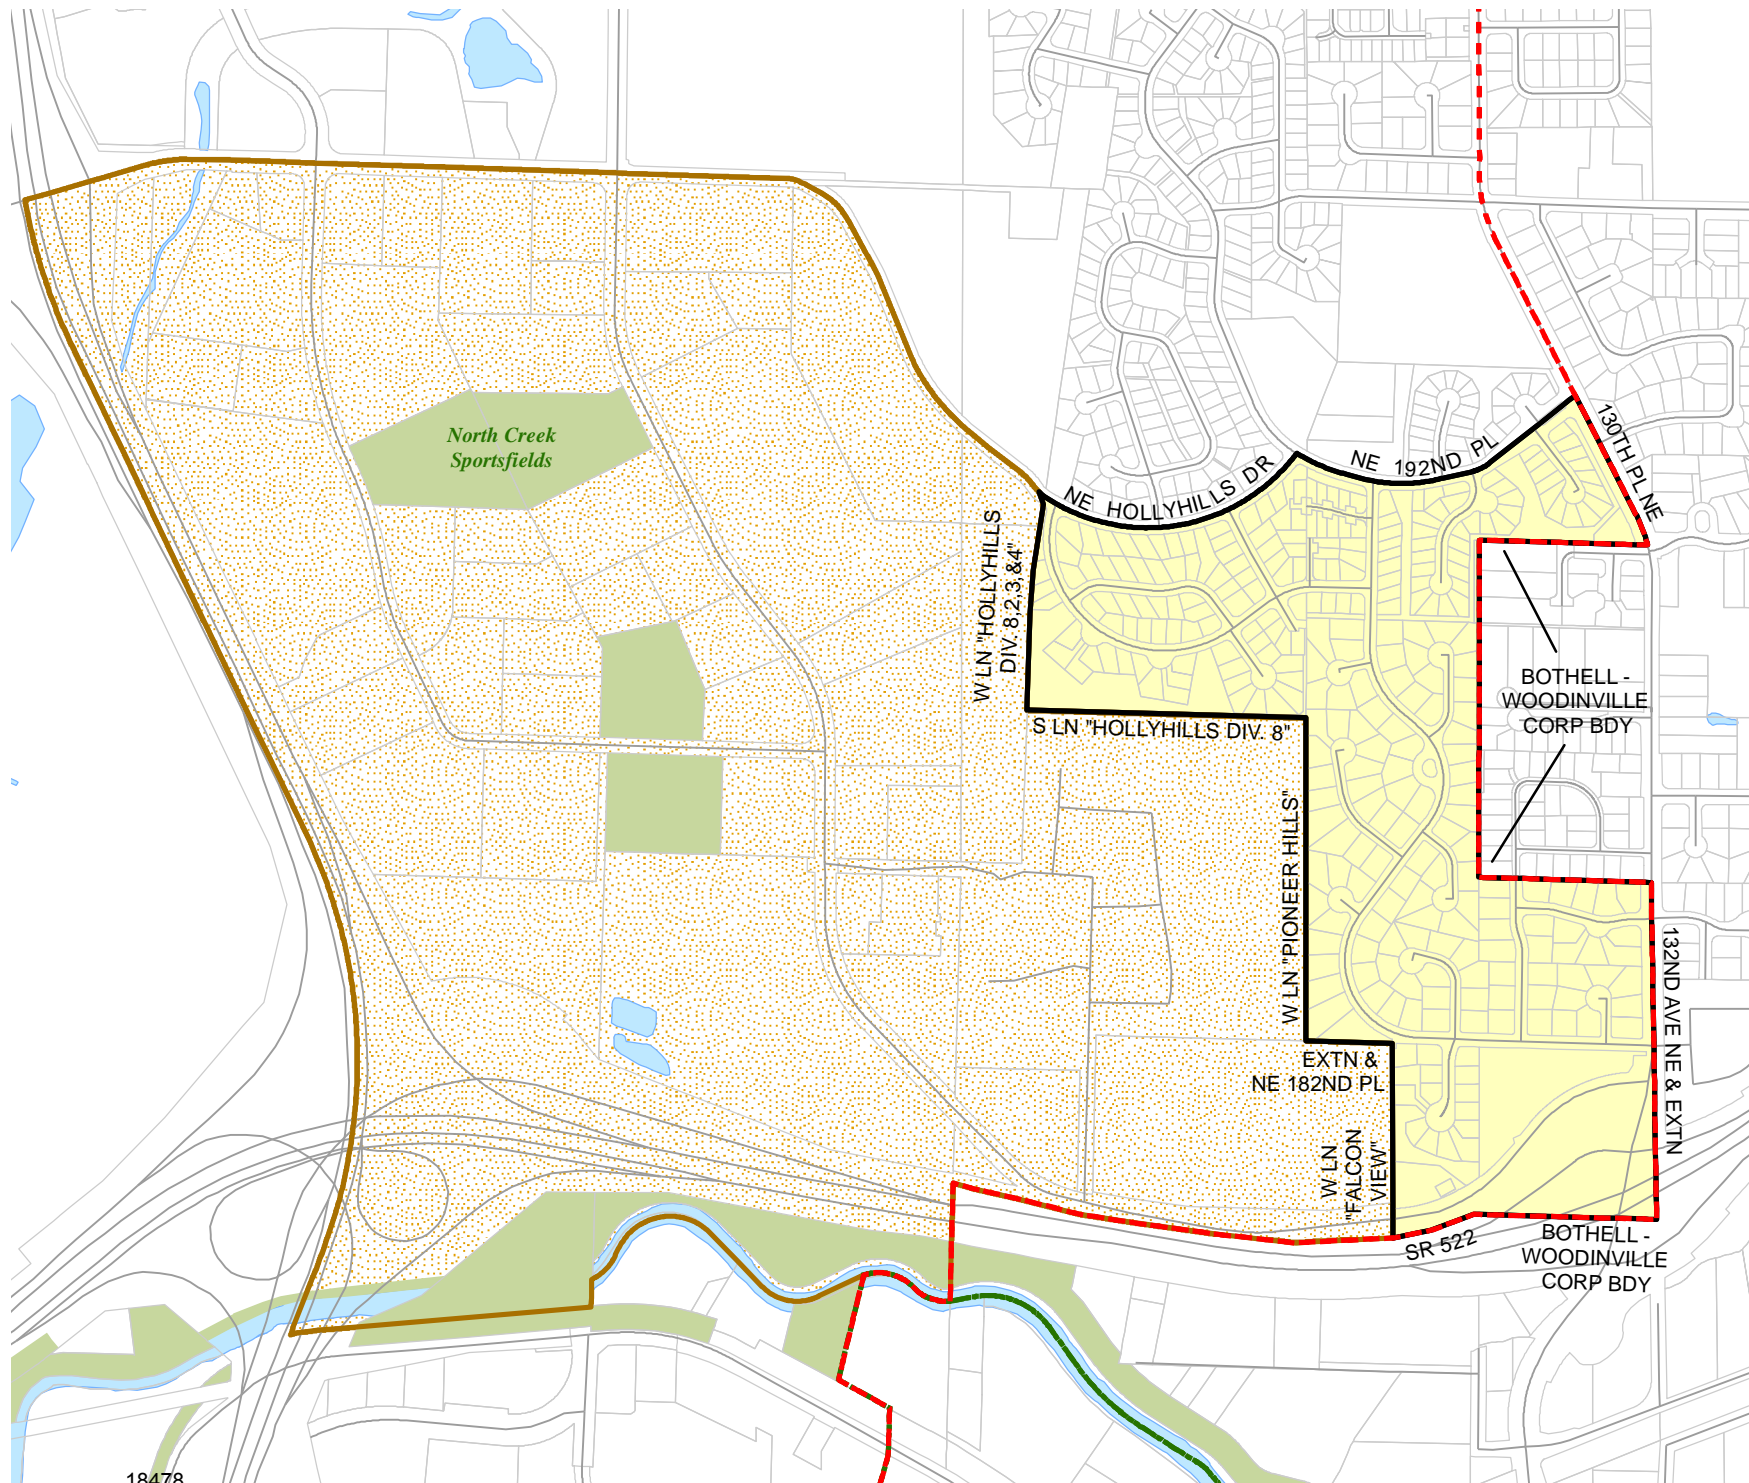 North Creek
Sportsfields
130TH PL NE
NE 192ND PL
NE HOLLYHILLS DR
W LN "HOLLYHILLS
DIV. 8,2,3,&4"
BOTHELL -
WOODINVILLE
CORP BDY
S LN "HOLLYHILLS DIV. 8"
W LN "PIONEER HILLS"
132ND AVE NE & EXTN
EXTN &
NE 182ND PL
W LN
"FALCON
VIEW"
SR 522
BOTHELL -
WOODINVILLE
CORP BDY
18478